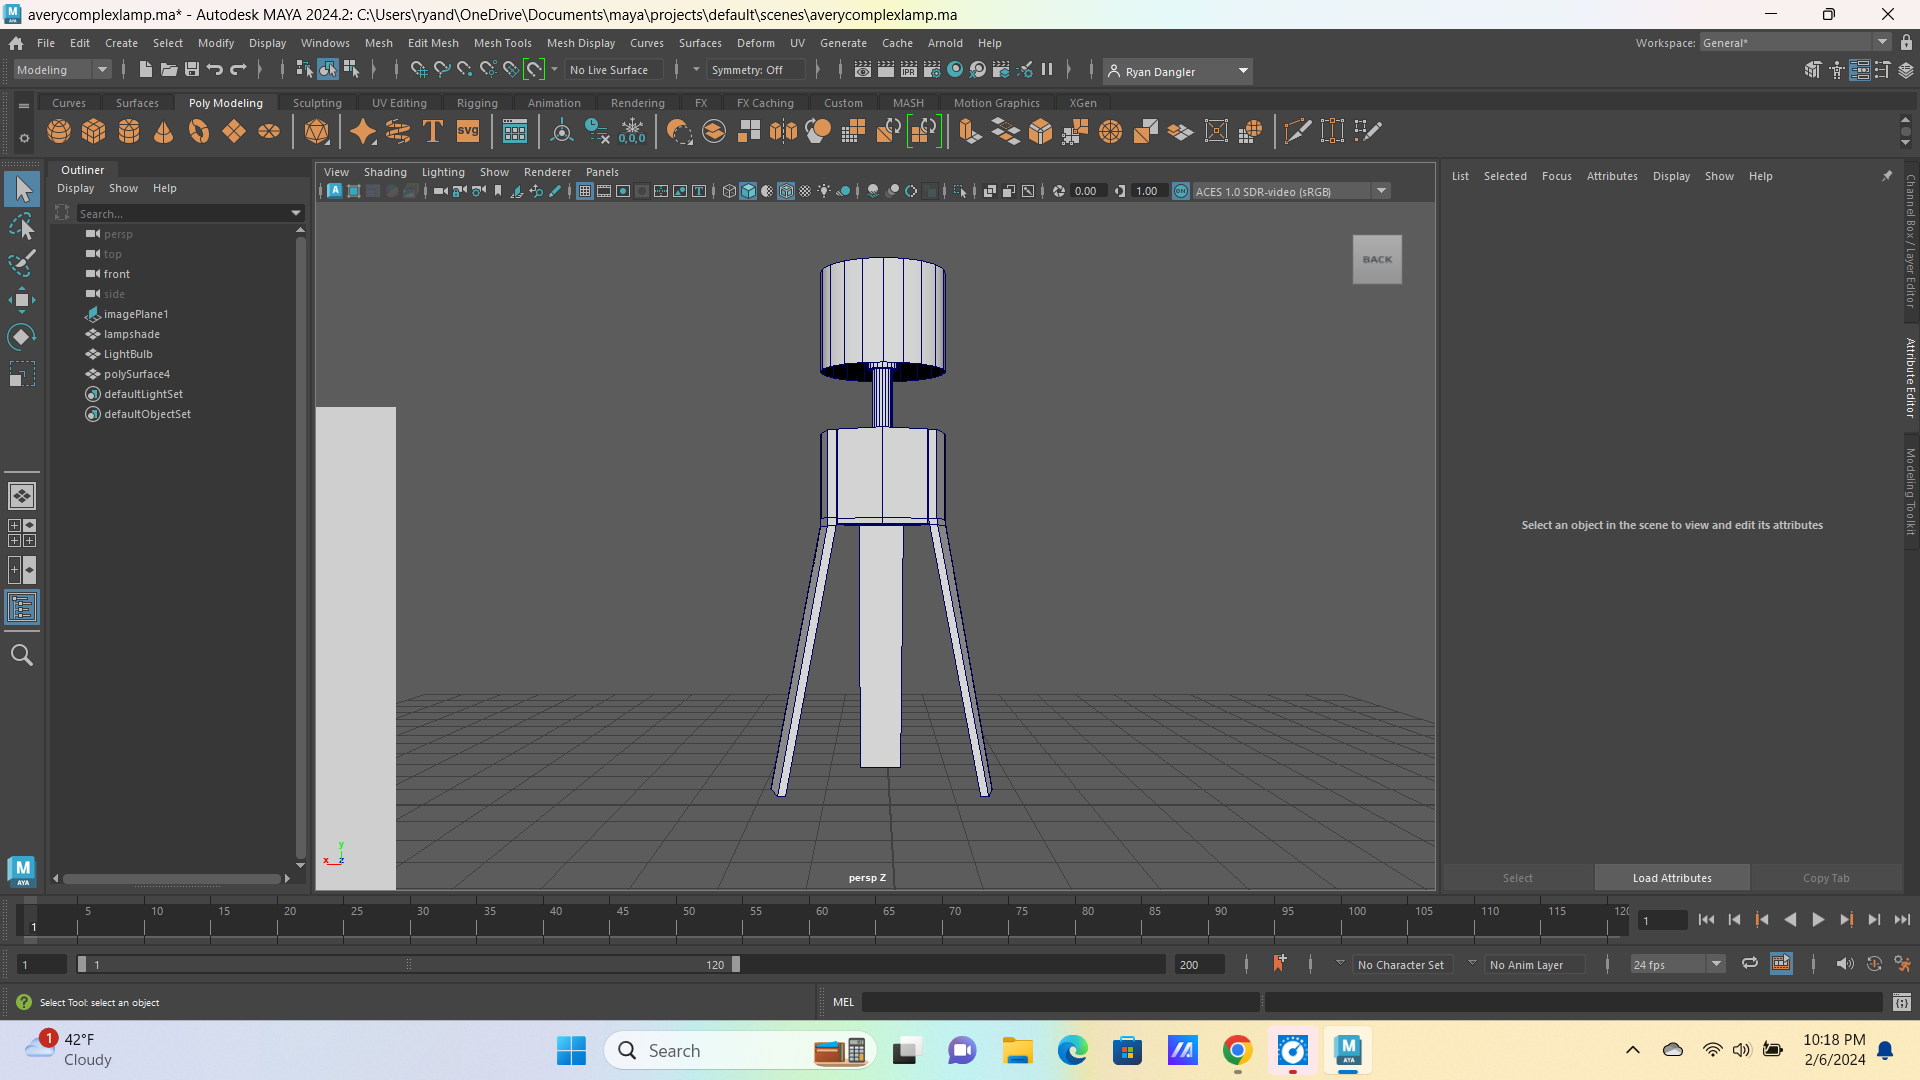 averycomplexlamp.ma* - Autodesk MAYA 2024.2: C:\Users\ryand\OneDrive\Documents\maya\projects\default\scenes\averycomplexlamp.ma
File Edit Create Select Modify Display Windows Mesh Edit Mesh Mesh Tools Mesh Display Curves Surfaces Deform UV Generate Cache Arnold Help
Workspace: General*
Modeling
No Live Surface
Symmetry: Off
IPR
Ryan Dangler
Curves Surfaces Poly Modeling Sculpting UV Editing Rigging Animation Rendering FX FX Caching Custom MASH Motion Graphics XGen
T
svg
0,0,0
Outliner
Display Show Help
Search...
persp
top
front
side
imagePlane1
lampshade
LightBulb
polySurface4
defaultLightSet
defaultObjectSet
View Shading Lighting Show Renderer Panels
0.00
1.00
ON
ACES 1.0 SDR-video (sRGB)
BACK
y
x z
persp Z
List Selected Focus Attributes Display Show Help
Select an object in the scene to view and edit its attributes
Select Load Attributes Copy Tab
Channel Box / Layer Editor
Attribute Editor
Modeling Toolkit
M
AYA
5 10 15 20 25 30 35 40 45 50 55 60 65 70 75 80 85 90 95 100 105 110 115 120
1
1
1
1
120
200
No Character Set
No Anim Layer
24 fps
Select Tool: select an object
MEL
1
42°F
Cloudy
Search
M
AYA
10:18 PM
2/6/2024